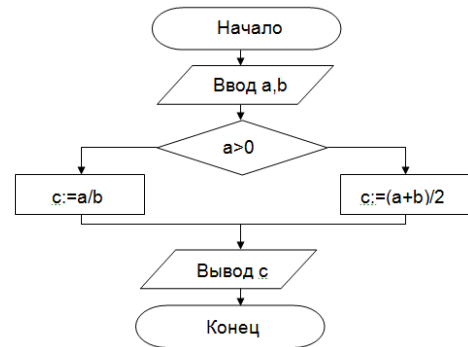 Начало
Ввод a,b
a>0
c:=a/b
c;=(a+b)/2
Вывод c
Конец